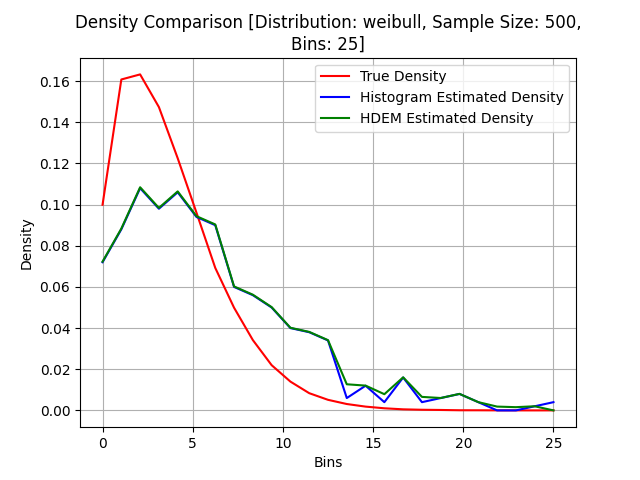 Density Comparison [Distribution: weibull, Sample Size: 500,
Bins: 25]
True Density
Histogram Estimated Density
HDEM Estimated Density
Density
0.16
0.14
0.12
0.10
0.08
0.06
0.04
0.02
0.00
0 5 10 15 20 25
Bins